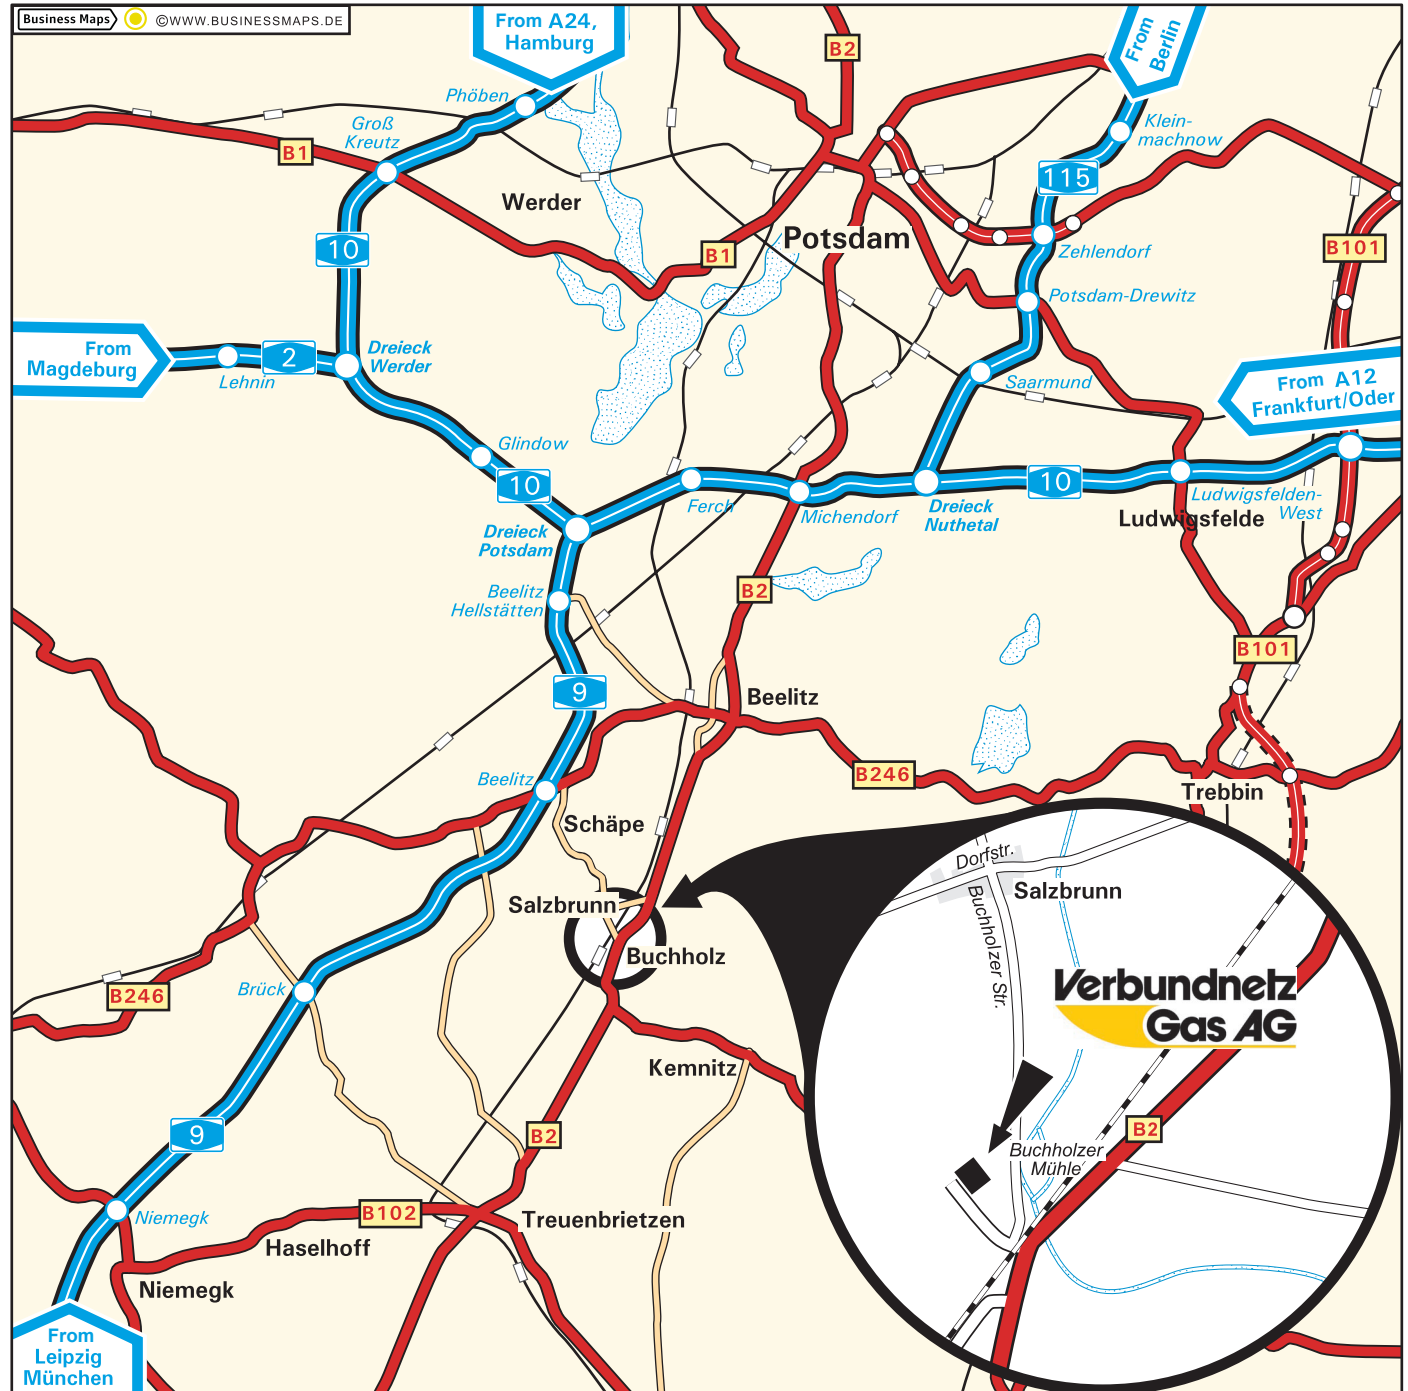 Business Maps
©WWW.BUSINESSMAPS.DE
From A24,
Hamburg
From
Berlin
B2
Phöben
Groß
Kreutz
B1
Klein-
machnow
115
Werder
Potsdam
10
B1
Zehlendorf
B101
Potsdam-Drewitz
From
Magdeburg
Lehnin
2
Dreieck
Werder
Saarmund
From A12
Frankfurt/Oder
Glindow
10
Ferch
Michendorf
10
Dreieck
Nuthetal
Ludwigsfelden-
West
Ludwigsfelde
Dreieck
Potsdam
Beelitz
Hellstätten
B2
B101
9
Beelitz
B246
Beelitz
Trebbin
Schäpe
Salzbrunn
Buchholz
B246
Brück
Kemnitz
9
B2
Niemegk
B102
Treuenbrietzen
Haselhoff
Niemegk
From
Leipzig
München
Dorfstr.
Salzbrunn
Buchholzer Str.
Verbundnetz
Gas AG
B2
Buchholzer
Mühle